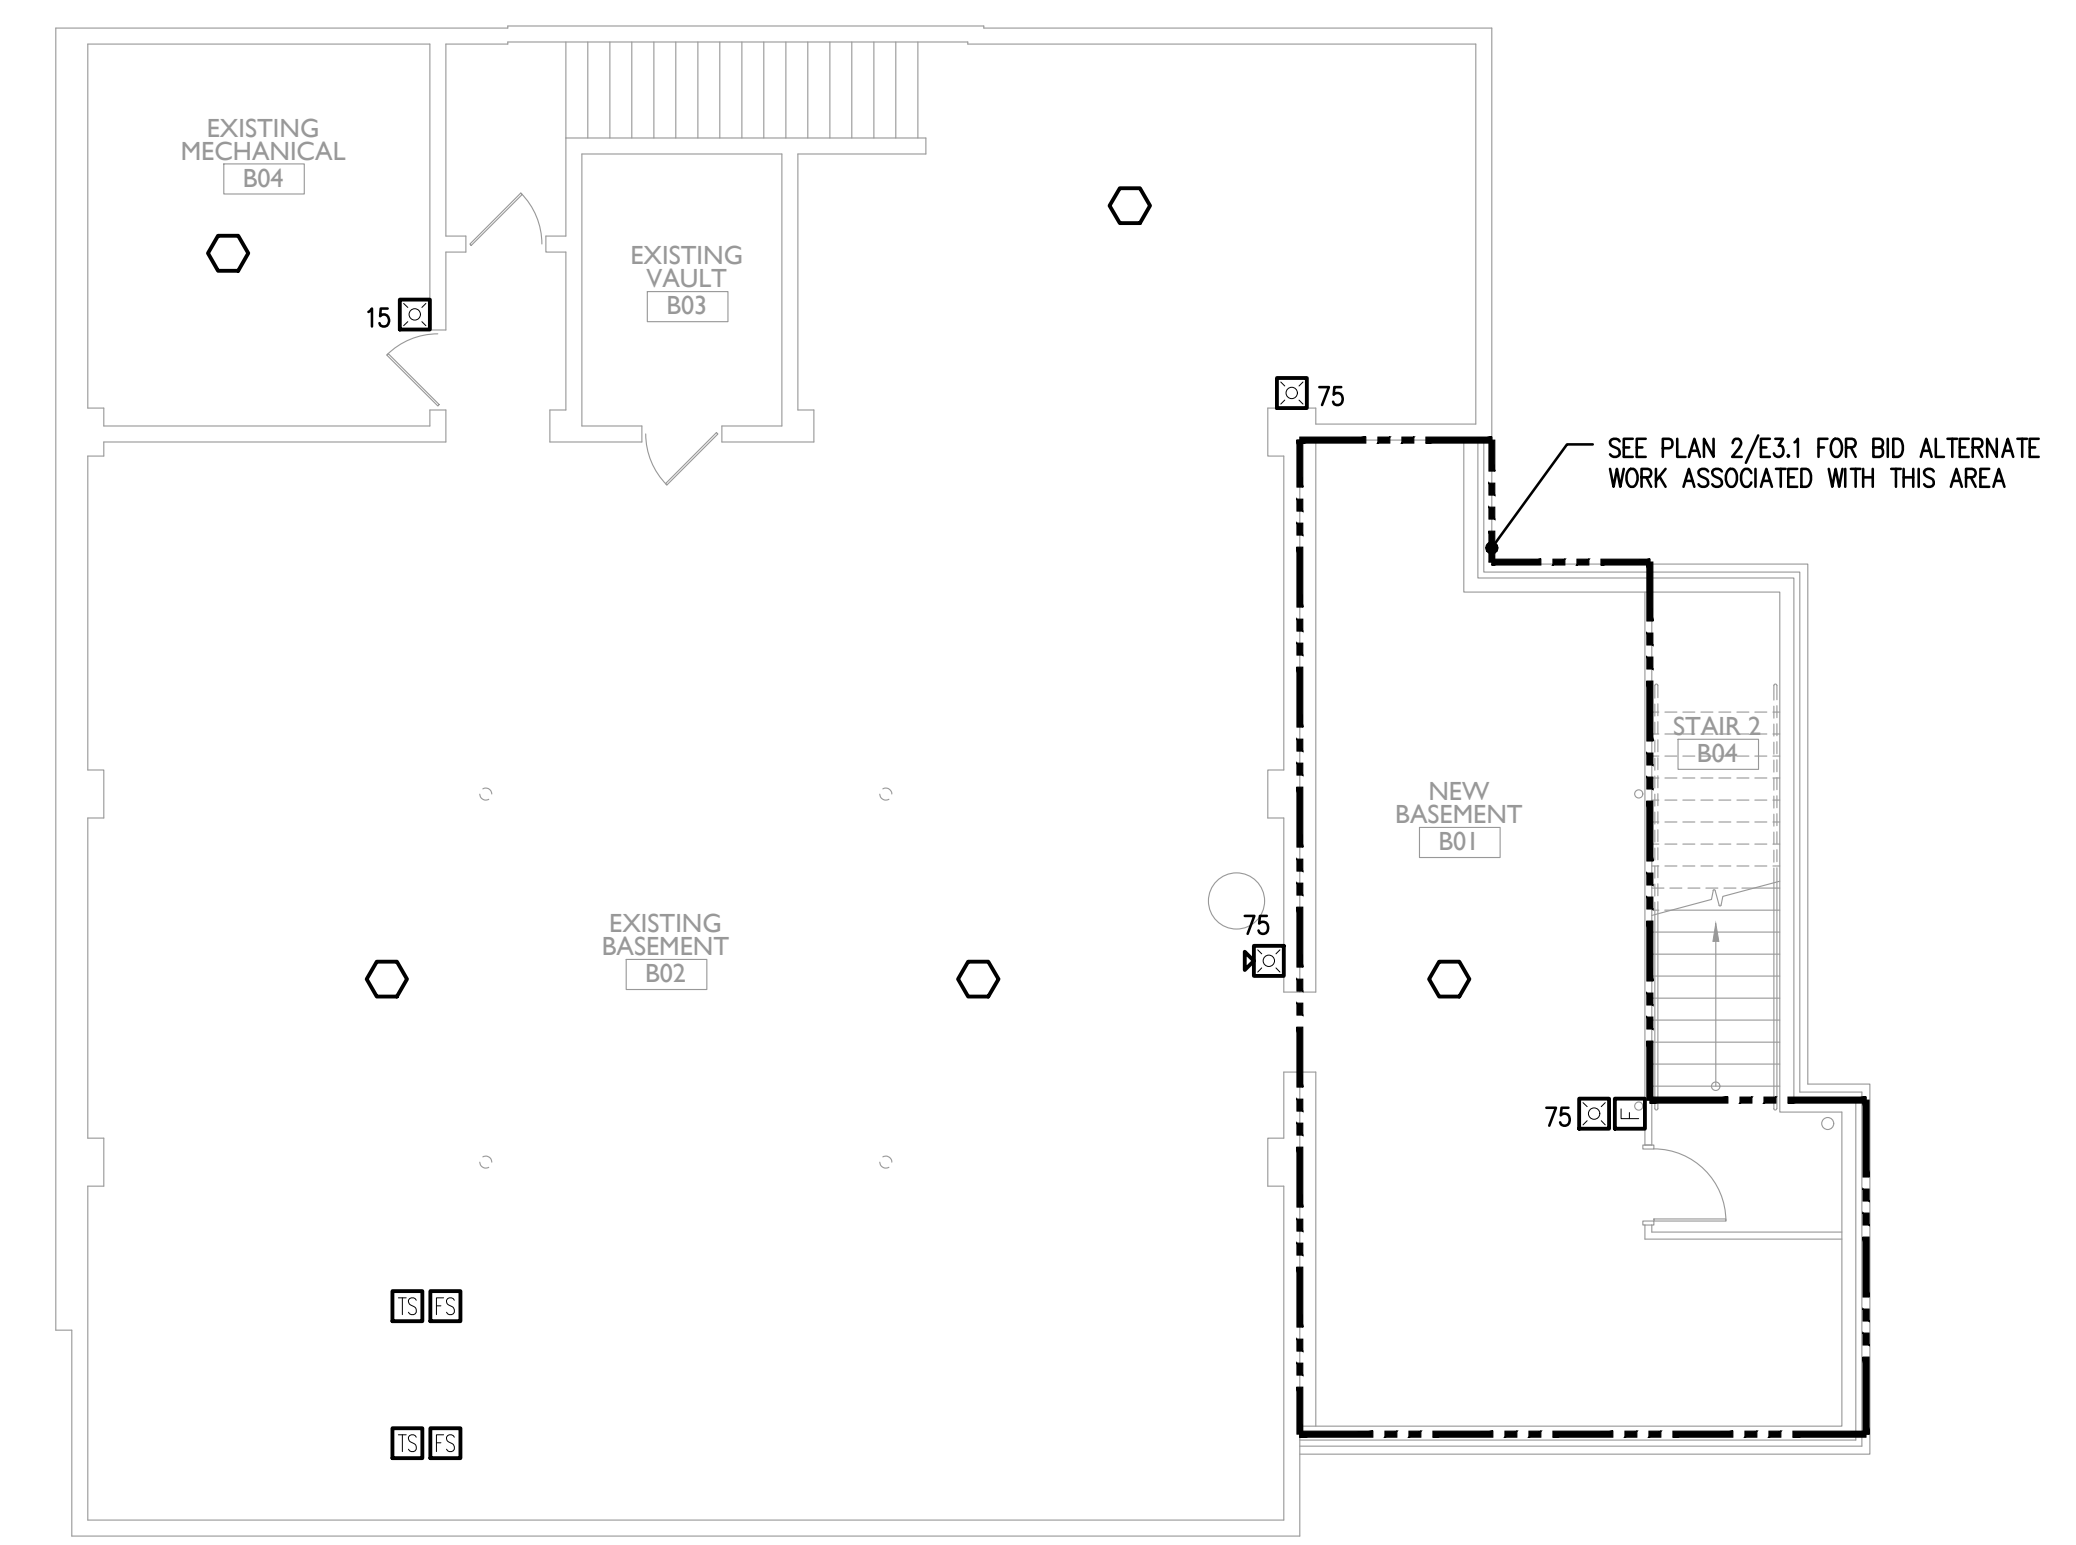 EXISTING
MECHANICAL
B04
15
EXISTING
VAULT
B03
75
SEE PLAN 2/E3.1 FOR BID ALTERNATE
WORK ASSOCIATED WITH THIS AREA
STAIR 2
B04
NEW
BASEMENT
B01
EXISTING
BASEMENT
B02
75
75
F
TS FS
TS FS